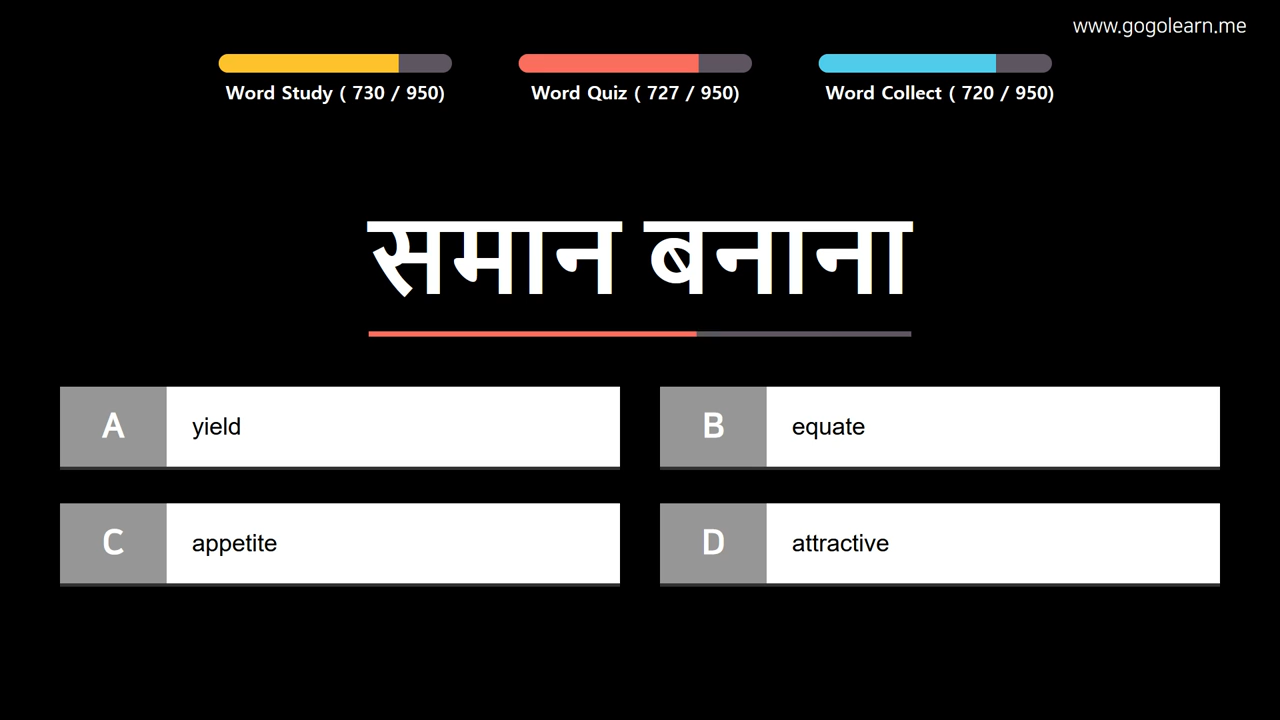 www.gogolearn.me
Word Study ( 730 / 950)
Word Quiz ( 727 / 950)
Word Collect ( 720 / 950)
समान बनाना
A yield
B equate
C appetite
D attractive